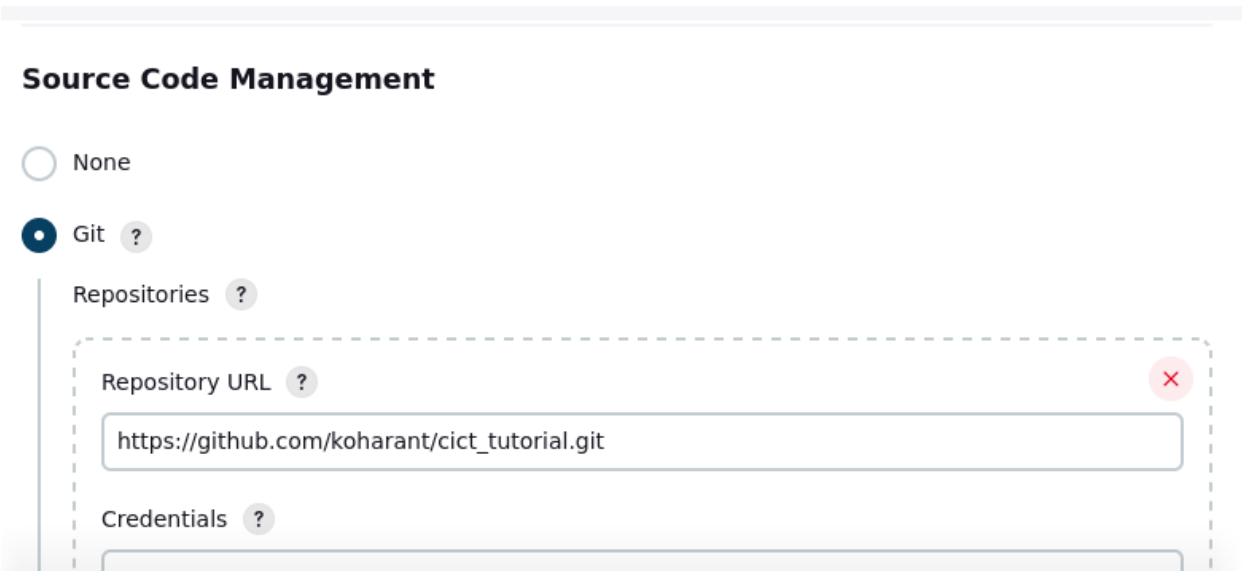 Source Code Management
None
Git ?
Repositories ?
Repository URL ?
https://github.com/koharant/cict_tutorial.git
Credentials ?